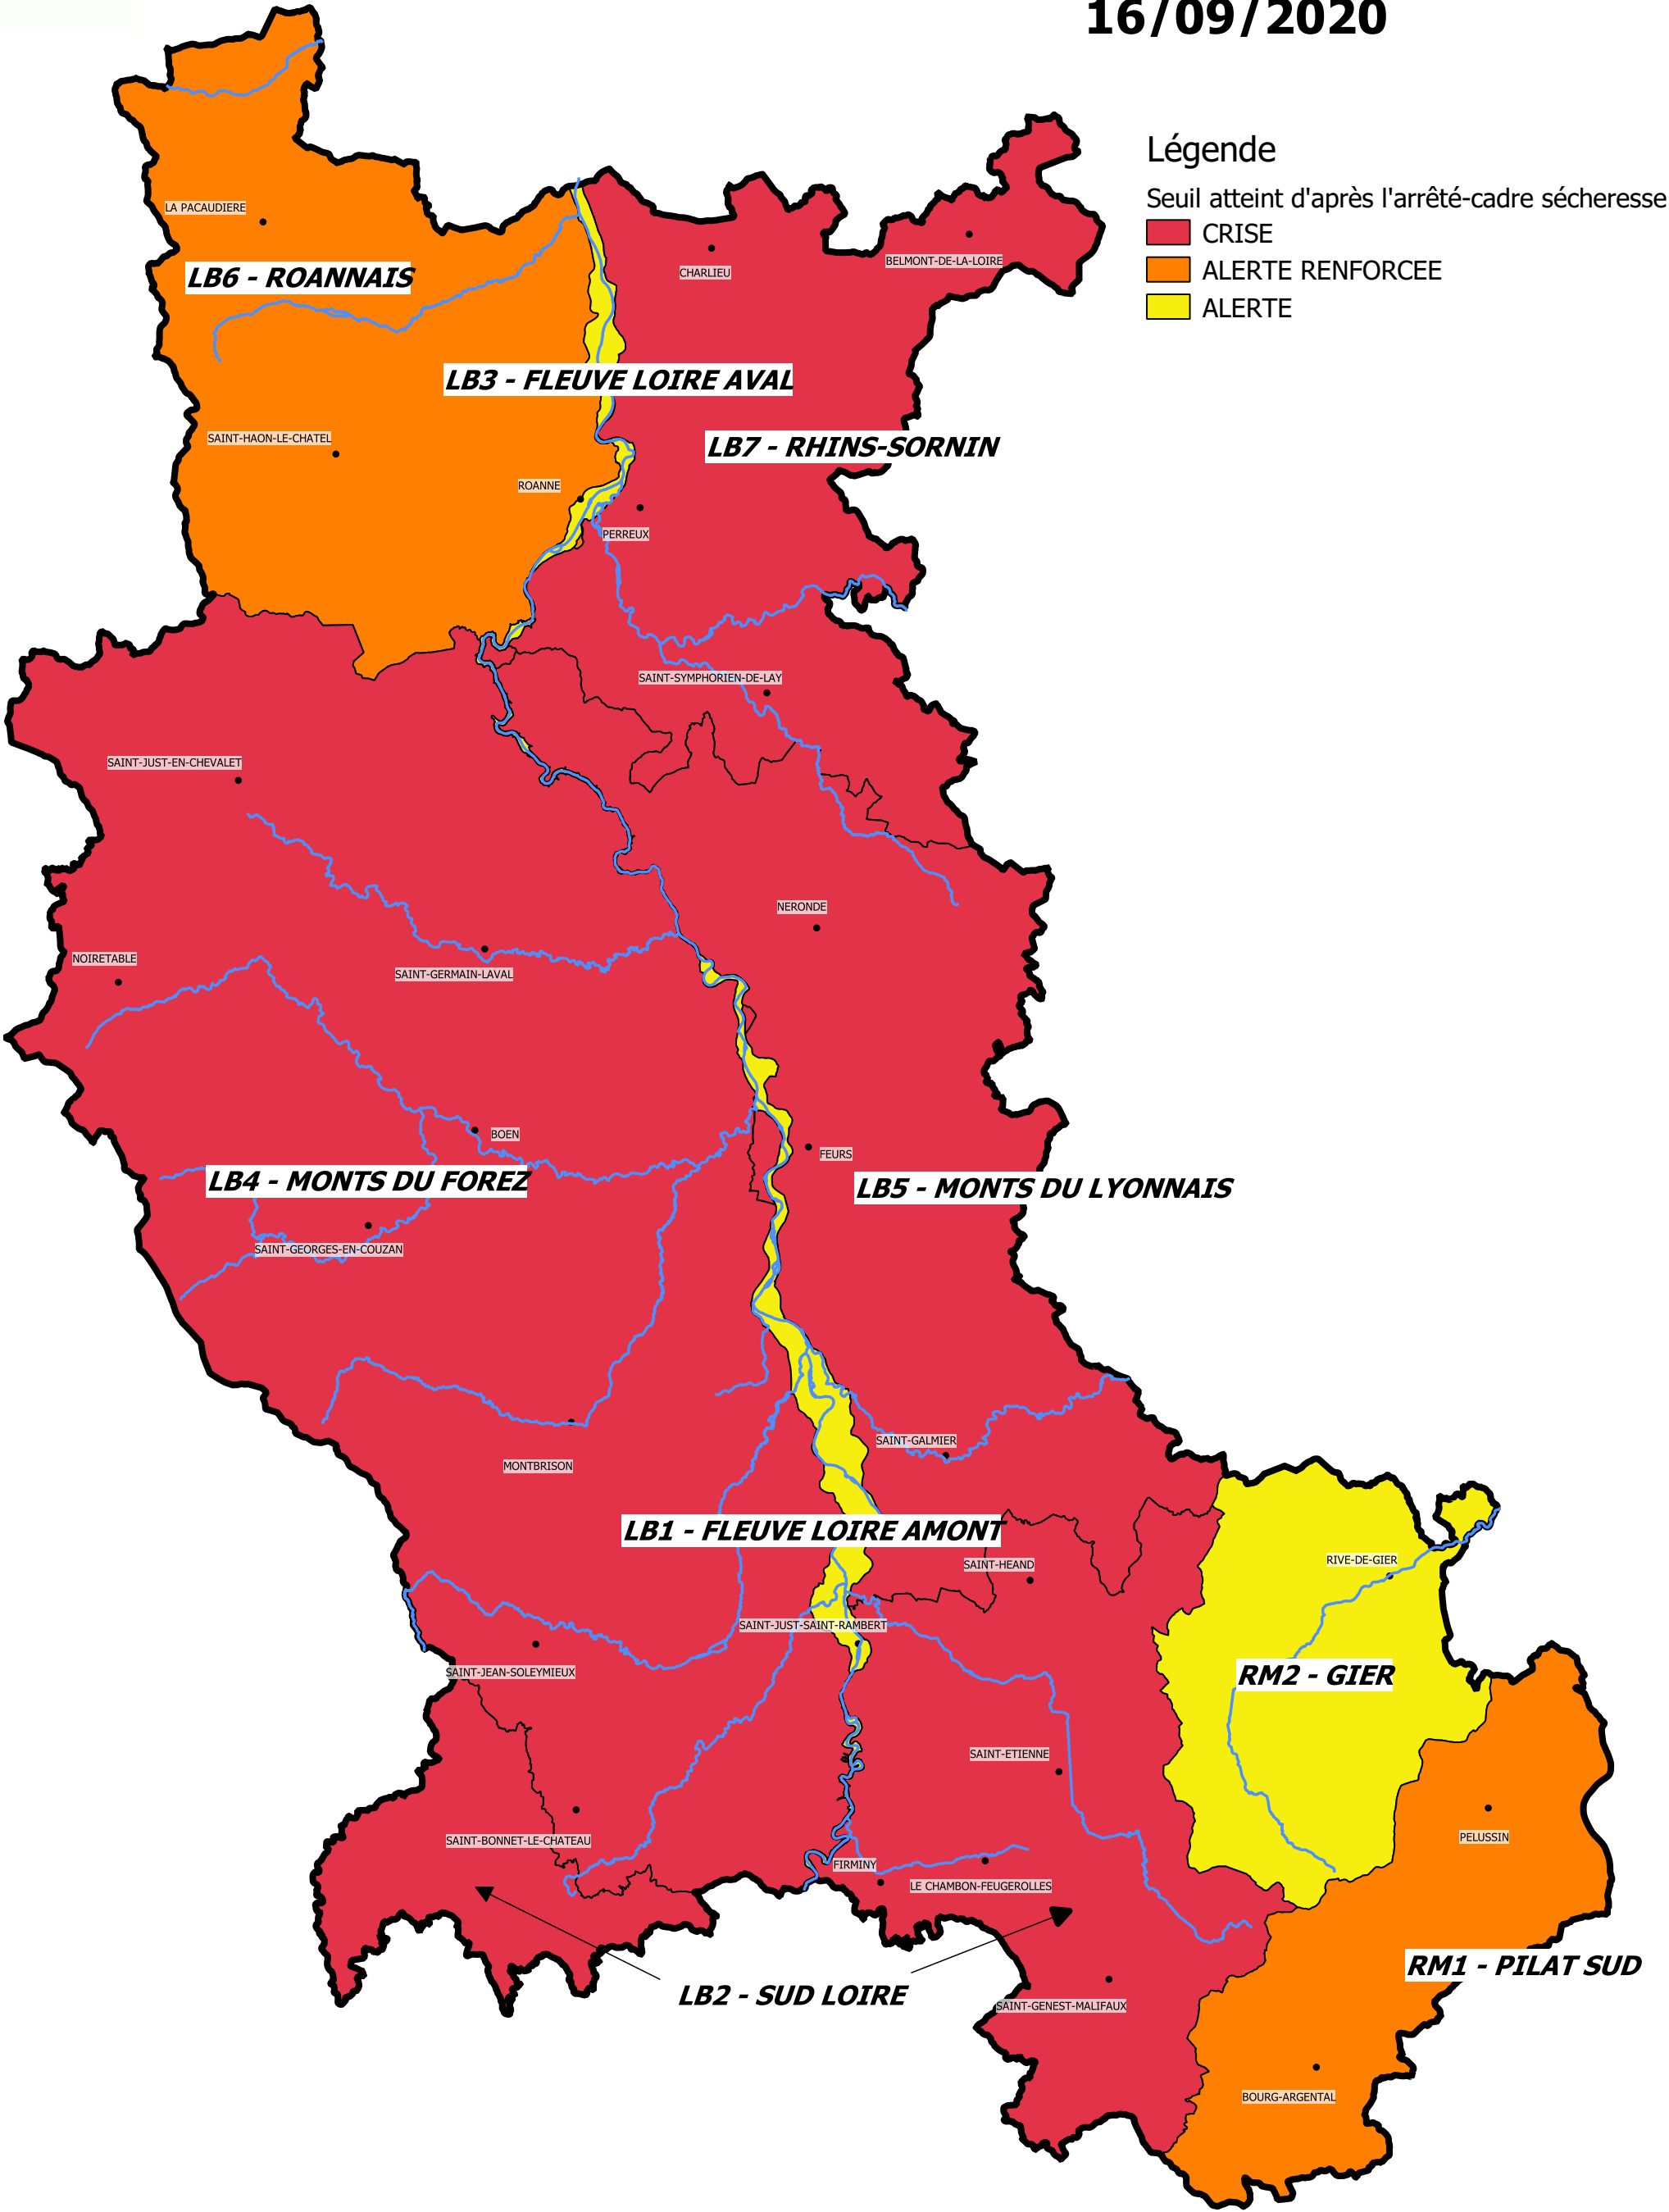 16/09/2020
Légende
Seuil atteint d'après l'arrêté-cadre sécheresse
CRISE
ALERTE RENFORCEE
ALERTE
LA PACAUDIERE
CHARLIEU
BELMONT-DE-LA-LOIRE
LB6 - ROANNAIS
LB3 - FLEUVE LOIRE AVAL
SAINT-HAON-LE-CHATEL
LB7 - RHINS-SORNIN
ROANNE
PERREUX
SAINT-SYMPHORIEN-DE-LAY
SAINT-JUST-EN-CHEVALET
NERONDE
NOIRETABLE
SAINT-GERMAIN-LAVAL
BOEN
FEURS
LB4 - MONTS DU FOREZ
LB5 - MONTS DU LYONNAIS
SAINT-GEORGES-EN-COUZAN
SAINT-GALMIER
MONTBRISON
LB1 - FLEUVE LOIRE AMONT
SAINT-HEAND
RIVE-DE-GIER
SAINT-JUST-SAINT-RAMBERT
SAINT-JEAN-SOLEYMIEUX
RM2 - GIER
SAINT-ETIENNE
SAINT-BONNET-LE-CHATEAU
PELUSSIN
FIRMINY
LE CHAMBON-FEUGEROLLES
RM1 - PILAT SUD
LB2 - SUD LOIRE
SAINT-GENEST-MALIFAUX
BOURG-ARGENTAL